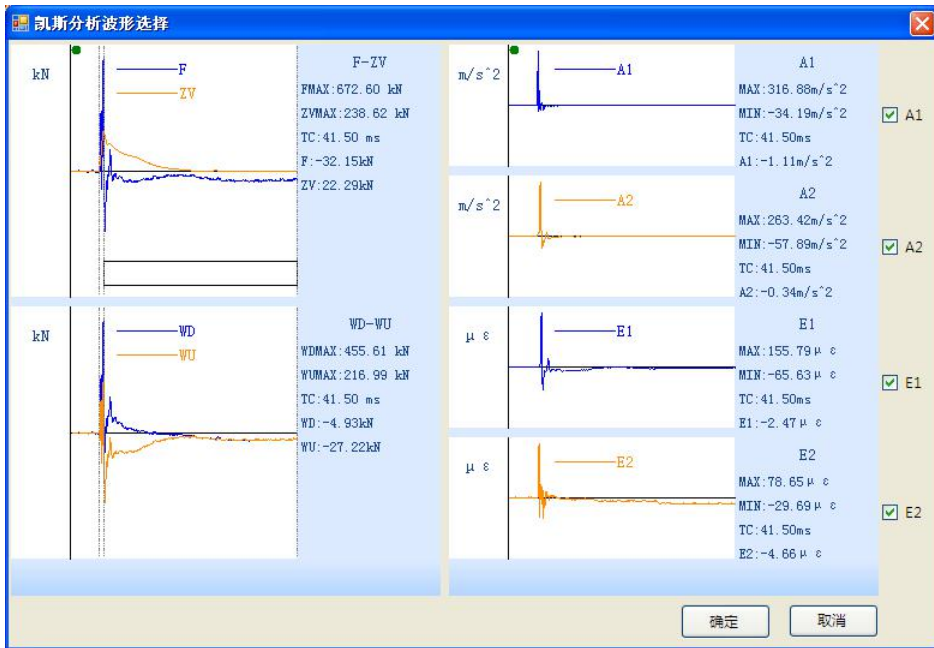 凯斯分析波形选择
kN
F
ZV
F-ZV
FMAX:672.60 kN
ZVMAX:238.62 kN
TC:41.50 ms
F:-32.15kN
ZV:22.29kN
kN
WD
WU
WD-WU
WDMAX:455.61 kN
WUMAX:216.99 kN
TC:41.50 ms
WD:-4.93kN
WU:-27.22kN
m/s^2
A1
A1
MAX:316.88m/s^2
MIN:-34.19m/s^2
TC:41.50ms
A1:-1.11m/s^2
A1
m/s^2
A2
A2
MAX:263.42m/s^2
MIN:-57.89m/s^2
TC:41.50ms
A2:-0.34m/s^2
A2
μ ε
E1
E1
MAX:155.79μ ε
MIN:-65.63μ ε
TC:41.50ms
E1:-2.47μ ε
E1
μ ε
E2
E2
MAX:78.65μ ε
MIN:-29.69μ ε
TC:41.50ms
E2:-4.66μ ε
E2
确定
取消